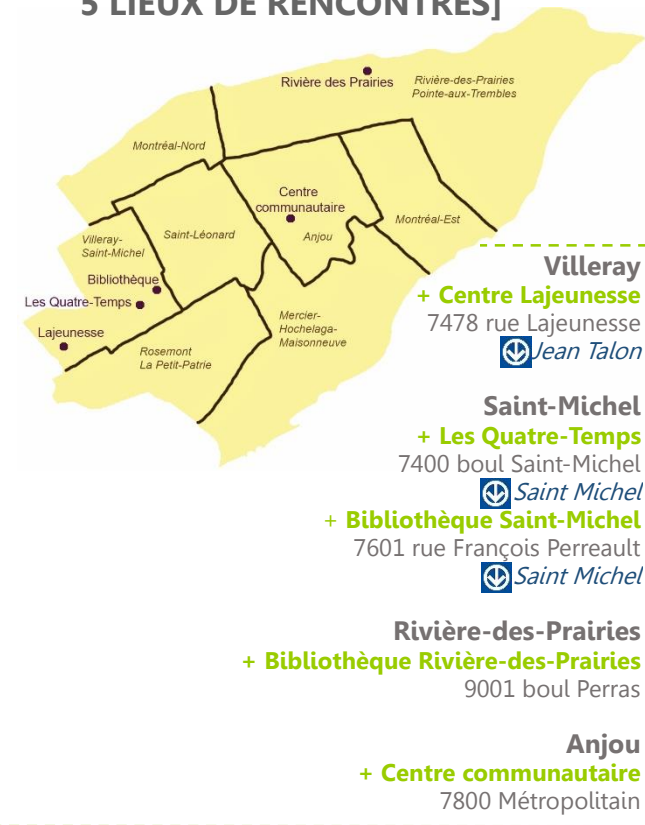 5 LIEUX DE RENCONTRES]
Rivière des Prairies
Rivière-des-Prairies
Pointe-aux-Trembles
Montréal-Nord
Centre
communautaire
Anjou
Montréal-Est
Villeray-
Saint-Michel
Saint-Léonard
Bibliothèque
Les Quatre-Temps
Lajeunesse
Mercier-
Hochelaga-
Maisonneuve
Rosemont
La Petit-Patrie
Villeray
+ Centre Lajeunesse
7478 rue Lajeunesse
Jean Talon
Saint-Michel
+ Les Quatre-Temps
7400 boul Saint-Michel
Saint Michel
+ Bibliothèque Saint-Michel
7601 rue François Perreault
Saint Michel
Rivière-des-Prairies
+ Bibliothèque Rivière-des-Prairies
9001 boul Perras
Anjou
+ Centre communautaire
7800 Métropolitain